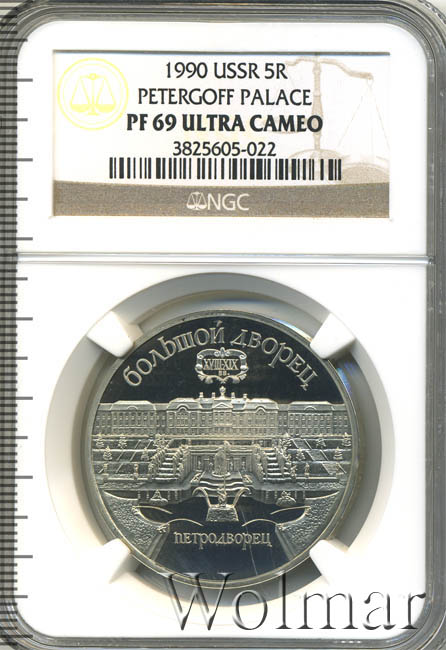 1990 USSR 5R
PETERGOFF PALACE
PF 69 ULTRA CAMEO
3825605-022
NGC
БОЛЬШОЙ ДВОРЕЦ
XVIII-XIX
ВВ.
ПЕТРОДВОРЕЦ
Wolmar